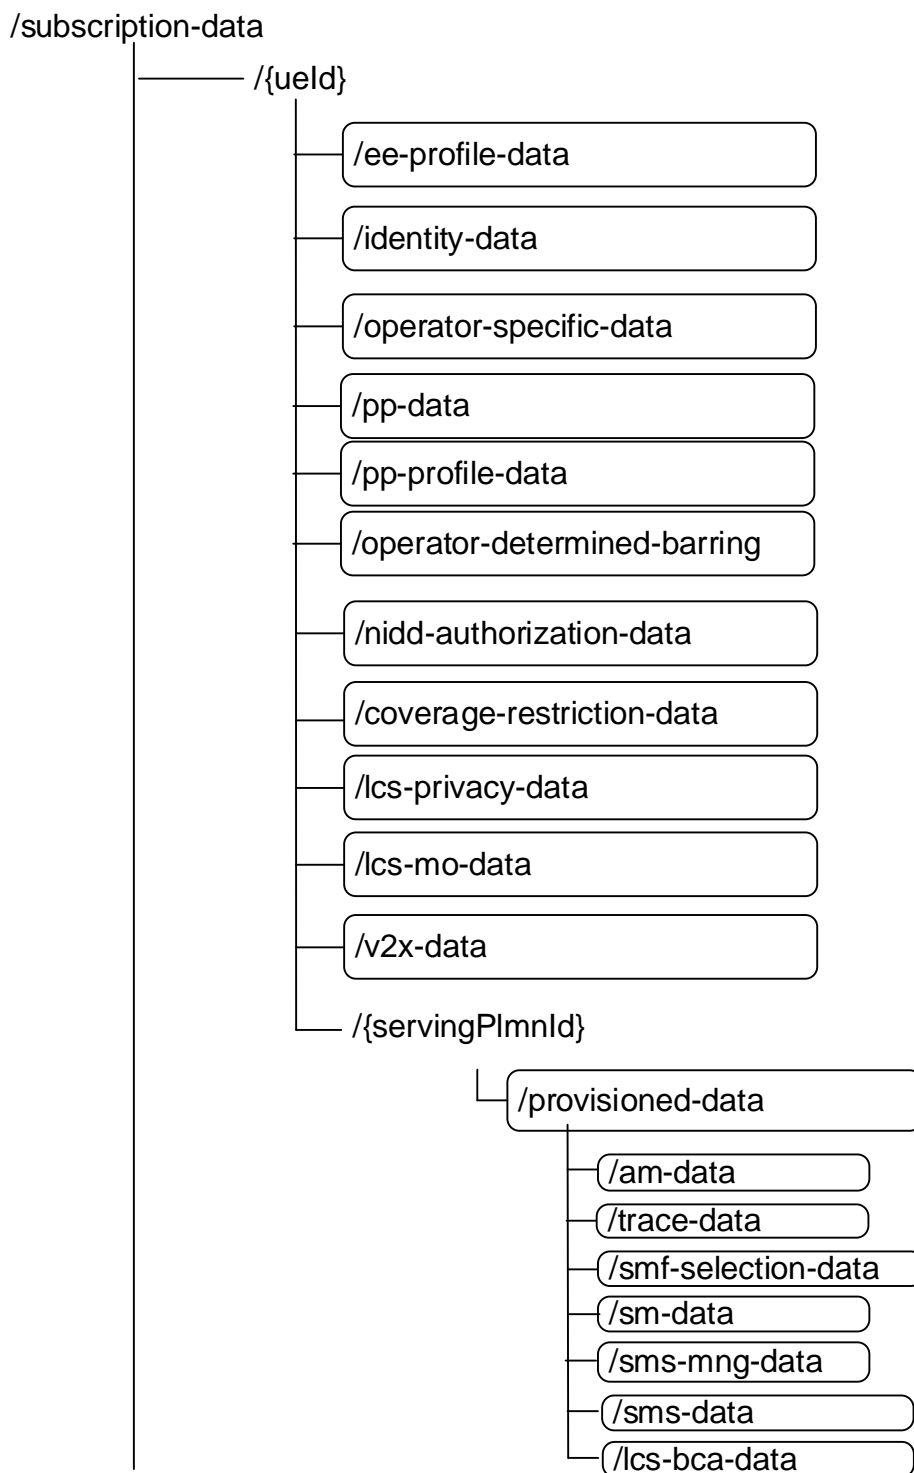 /subscription-data
/{ueId}
/ee-profile-data
/identity-data
/operator-specific-data
/pp-data
/pp-profile-data
/operator-determined-barring
/nidd-authorization-data
/coverage-restriction-data
/lcs-privacy-data
/lcs-mo-data
/v2x-data
/{servingPlmnId}
/provisioned-data
/am-data
/trace-data
/smf-selection-data
/sm-data
/sms-mng-data
/sms-data
/lcs-bca-data